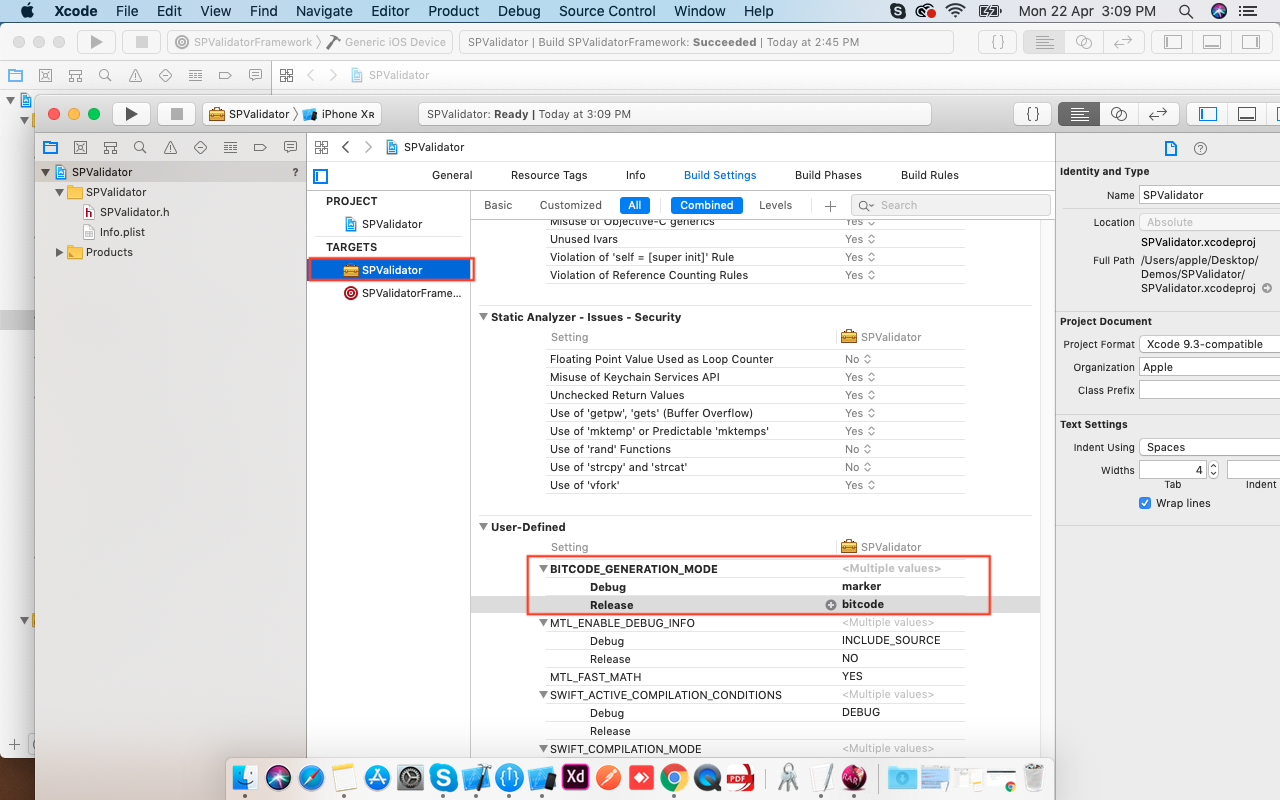 Xcode File Edit View Find Navigate Editor Product Debug Source Control Window Help Mon 22 Apr 3:09 PM
SPValidatorFramework Generic iOS Device SPValidator | Build SPValidatorFramework: Succeeded | Today at 2:45 PM {}
SPValidator
SPValidator iPhone XR SPValidator: Ready | Today at 3:09 PM {}
SPValidator ?
SPValidator
h SPValidator.h
Info.plist
Products
SPValidator
General Resource Tags Info Build Settings Build Phases Build Rules
PROJECT
SPValidator
TARGETS
SPValidator
SPValidatorFrame...
Basic Customized All Combined Levels + Search
Misuse of Objective-C generics Yes
Unused Ivars Yes
Violation of 'self = [super init]' Rule Yes
Violation of Reference Counting Rules Yes
Static Analyzer - Issues - Security
Setting SPValidator
Floating Point Value Used as Loop Counter No
Misuse of Keychain Services API Yes
Unchecked Return Values Yes
Use of 'getpw', 'gets' (Buffer Overflow) Yes
Use of 'mktemp' or Predictable 'mktemps' Yes
Use of 'rand' Functions No
Use of 'strcpy' and 'strcat' No
Use of 'vfork' Yes
User-Defined
Setting SPValidator
BITCODE_GENERATION_MODE <Multiple values>
Debug marker
Release bitcode
MTL_ENABLE_DEBUG_INFO <Multiple values>
Debug INCLUDE_SOURCE
Release NO
MTL_FAST_MATH YES
SWIFT_ACTIVE_COMPILATION_CONDITIONS <Multiple values>
Debug DEBUG
Release
SWIFT_COMPILATION_MODE <Multiple values>
Identity and Type
Name SPValidator
Location Absolute
SPValidator.xcodeproj
Full Path /Users/apple/Desktop/
Demos/SPValidator/
SPValidator.xcodeproj
Project Document
Project Format Xcode 9.3-compatible
Organization Apple
Class Prefix
Text Settings
Indent Using Spaces
Widths 4
Tab Indent
Wrap lines
Xd
PDF